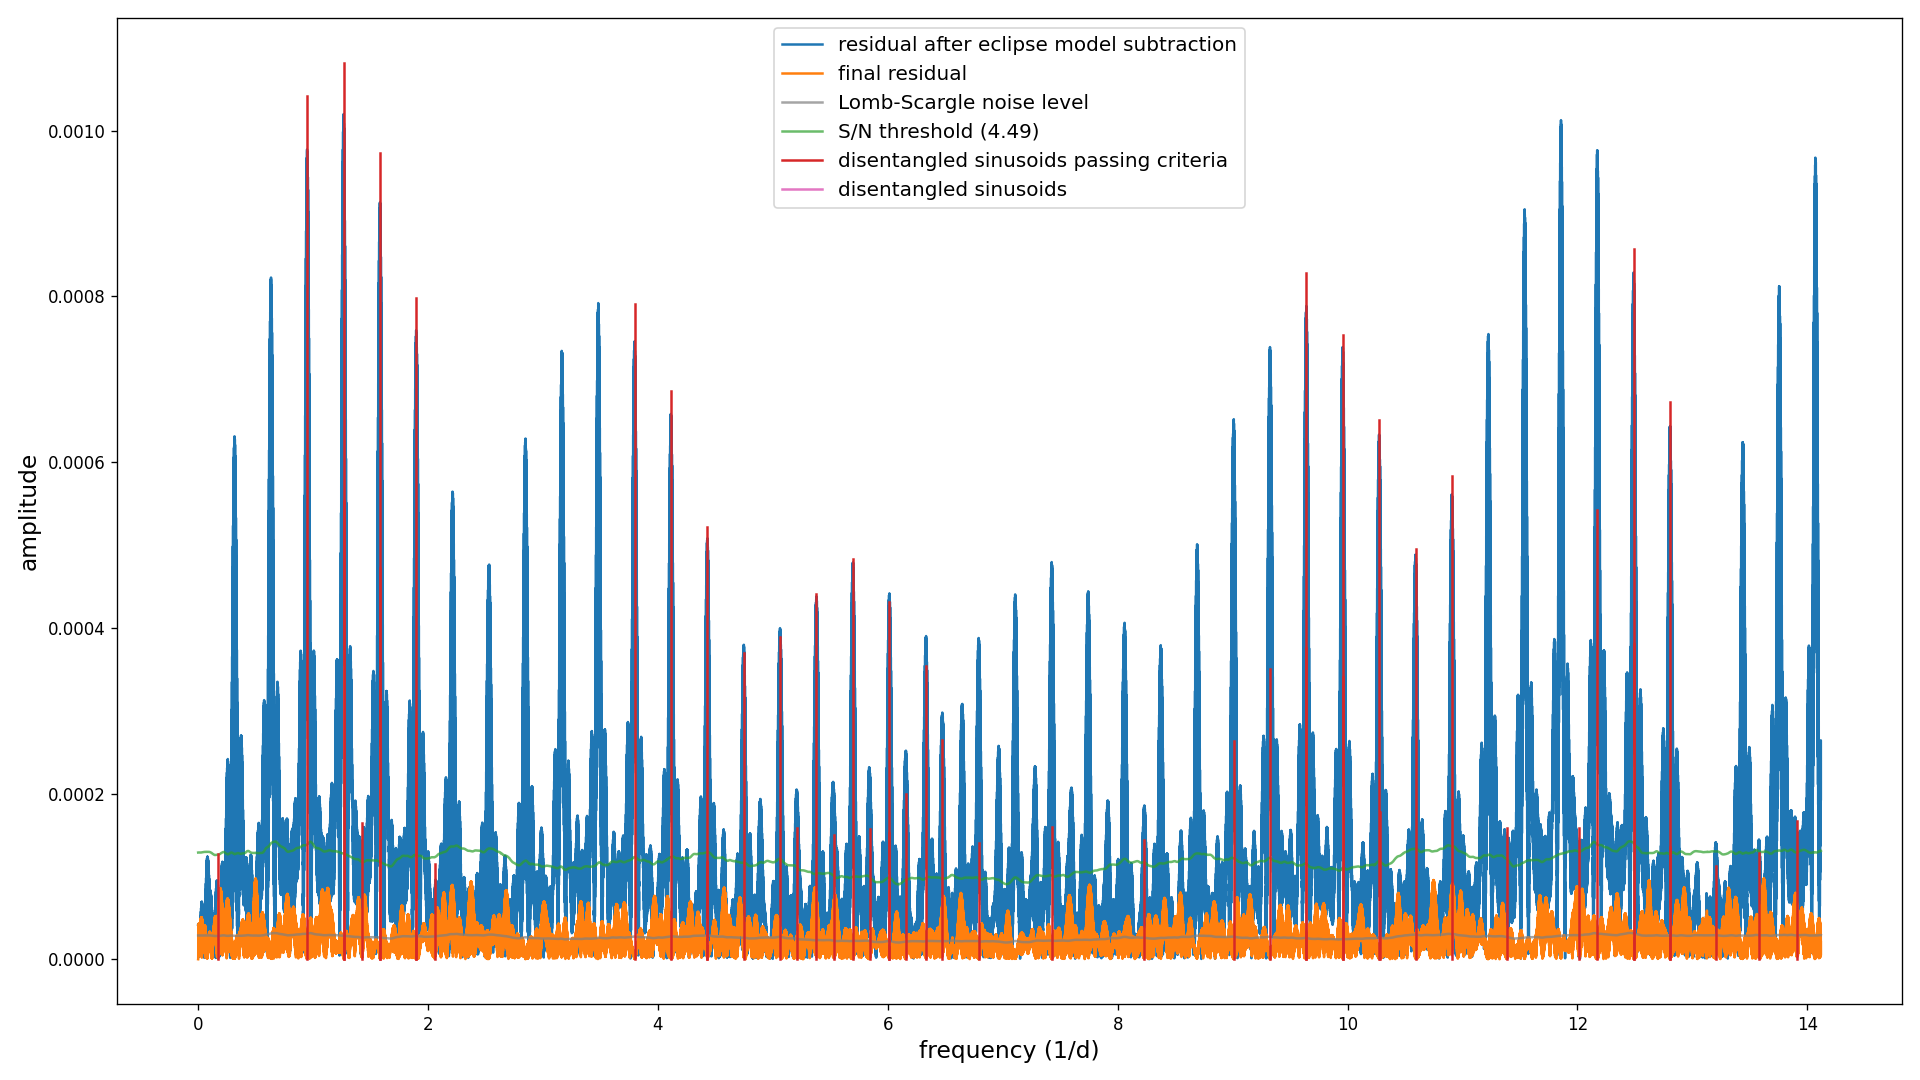 residual after eclipse model subtraction
final residual
Lomb-Scargle noise level
S/N threshold (4.49)
disentangled sinusoids passing criteria
disentangled sinusoids
amplitude
0.0010
0.0008
0.0006
0.0004
0.0002
0.0000
0 2 4 6 8 10 12 14
frequency (1/d)